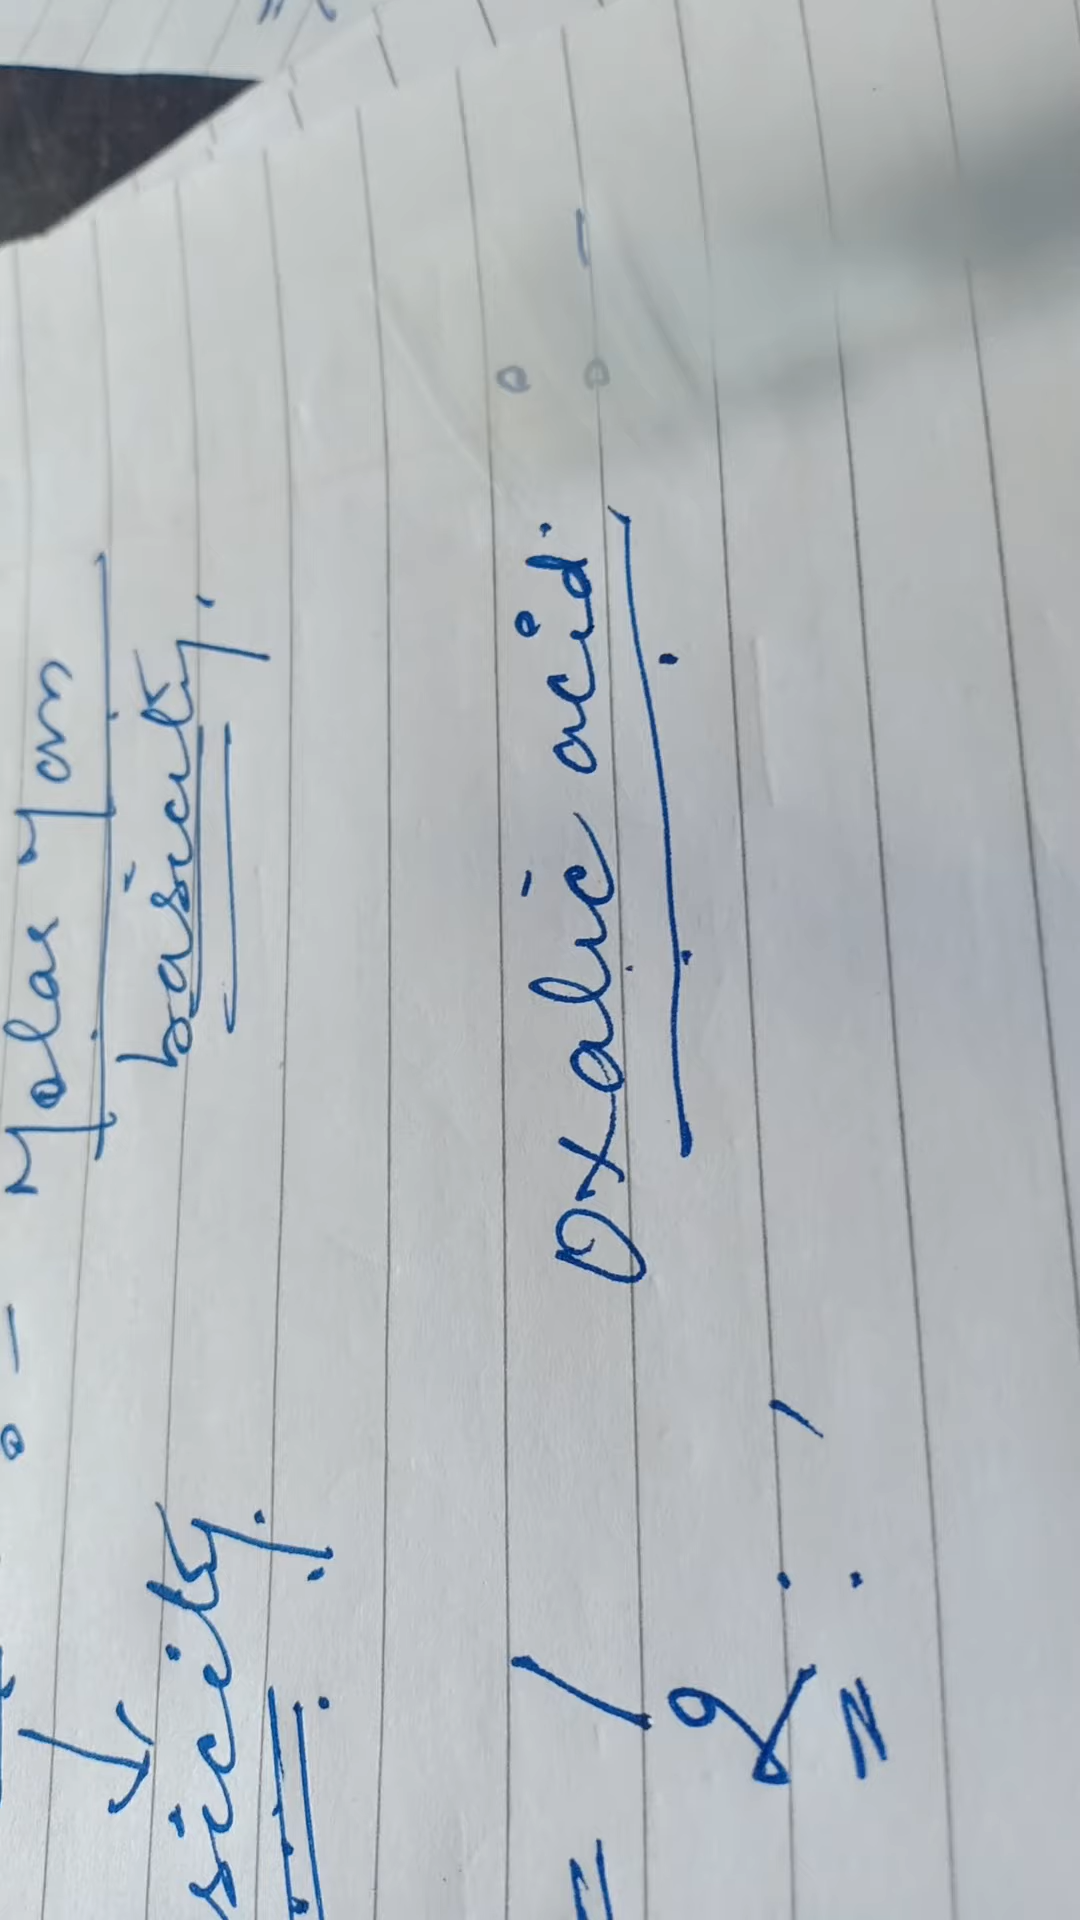 Molar Mass
basicity.
sicity.
Oxalic acid. :-
= 1
2